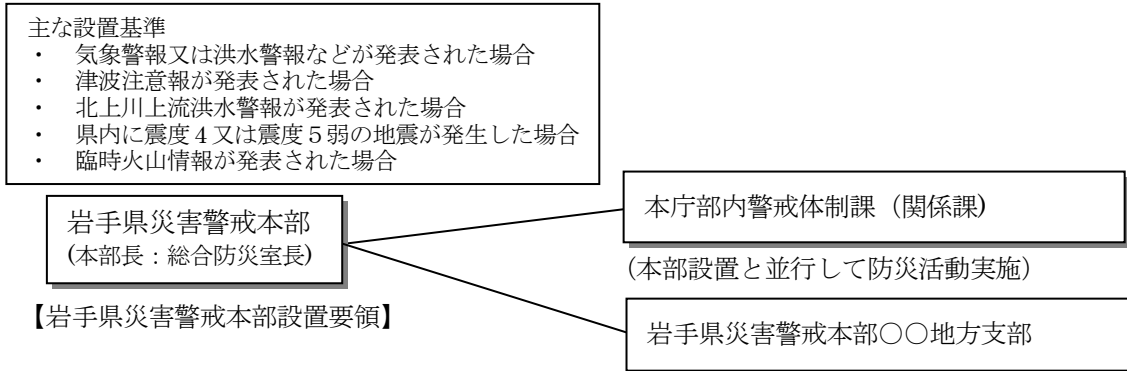 主な設置基準
・　気象警報又は洪水警報などが発表された場合
・　津波注意報が発表された場合
・　北上川上流洪水警報が発表された場合
・　県内に震度４又は震度５弱の地震が発生した場合
・　臨時火山情報が発表された場合
岩手県災害警戒本部
(本部長：総合防災室長)
【岩手県災害警戒本部設置要領】
本庁部内警戒体制課（関係課)
（本部設置と並行して防災活動実施）
岩手県災害警戒本部○○地方支部